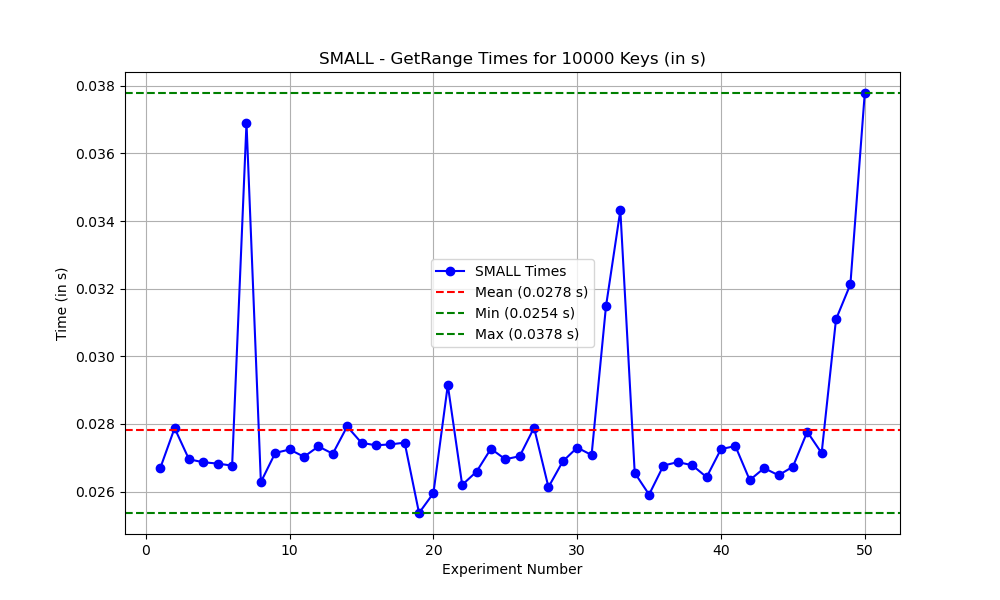 SMALL - GetRange Times for 10000 Keys (in s)
0.038
0.036
0.034
0.032
0.030
0.028
0.026
Time (in s)
SMALL Times
Mean (0.0278 s)
Min (0.0254 s)
Max (0.0378 s)
0 10 20 30 40 50
Experiment Number